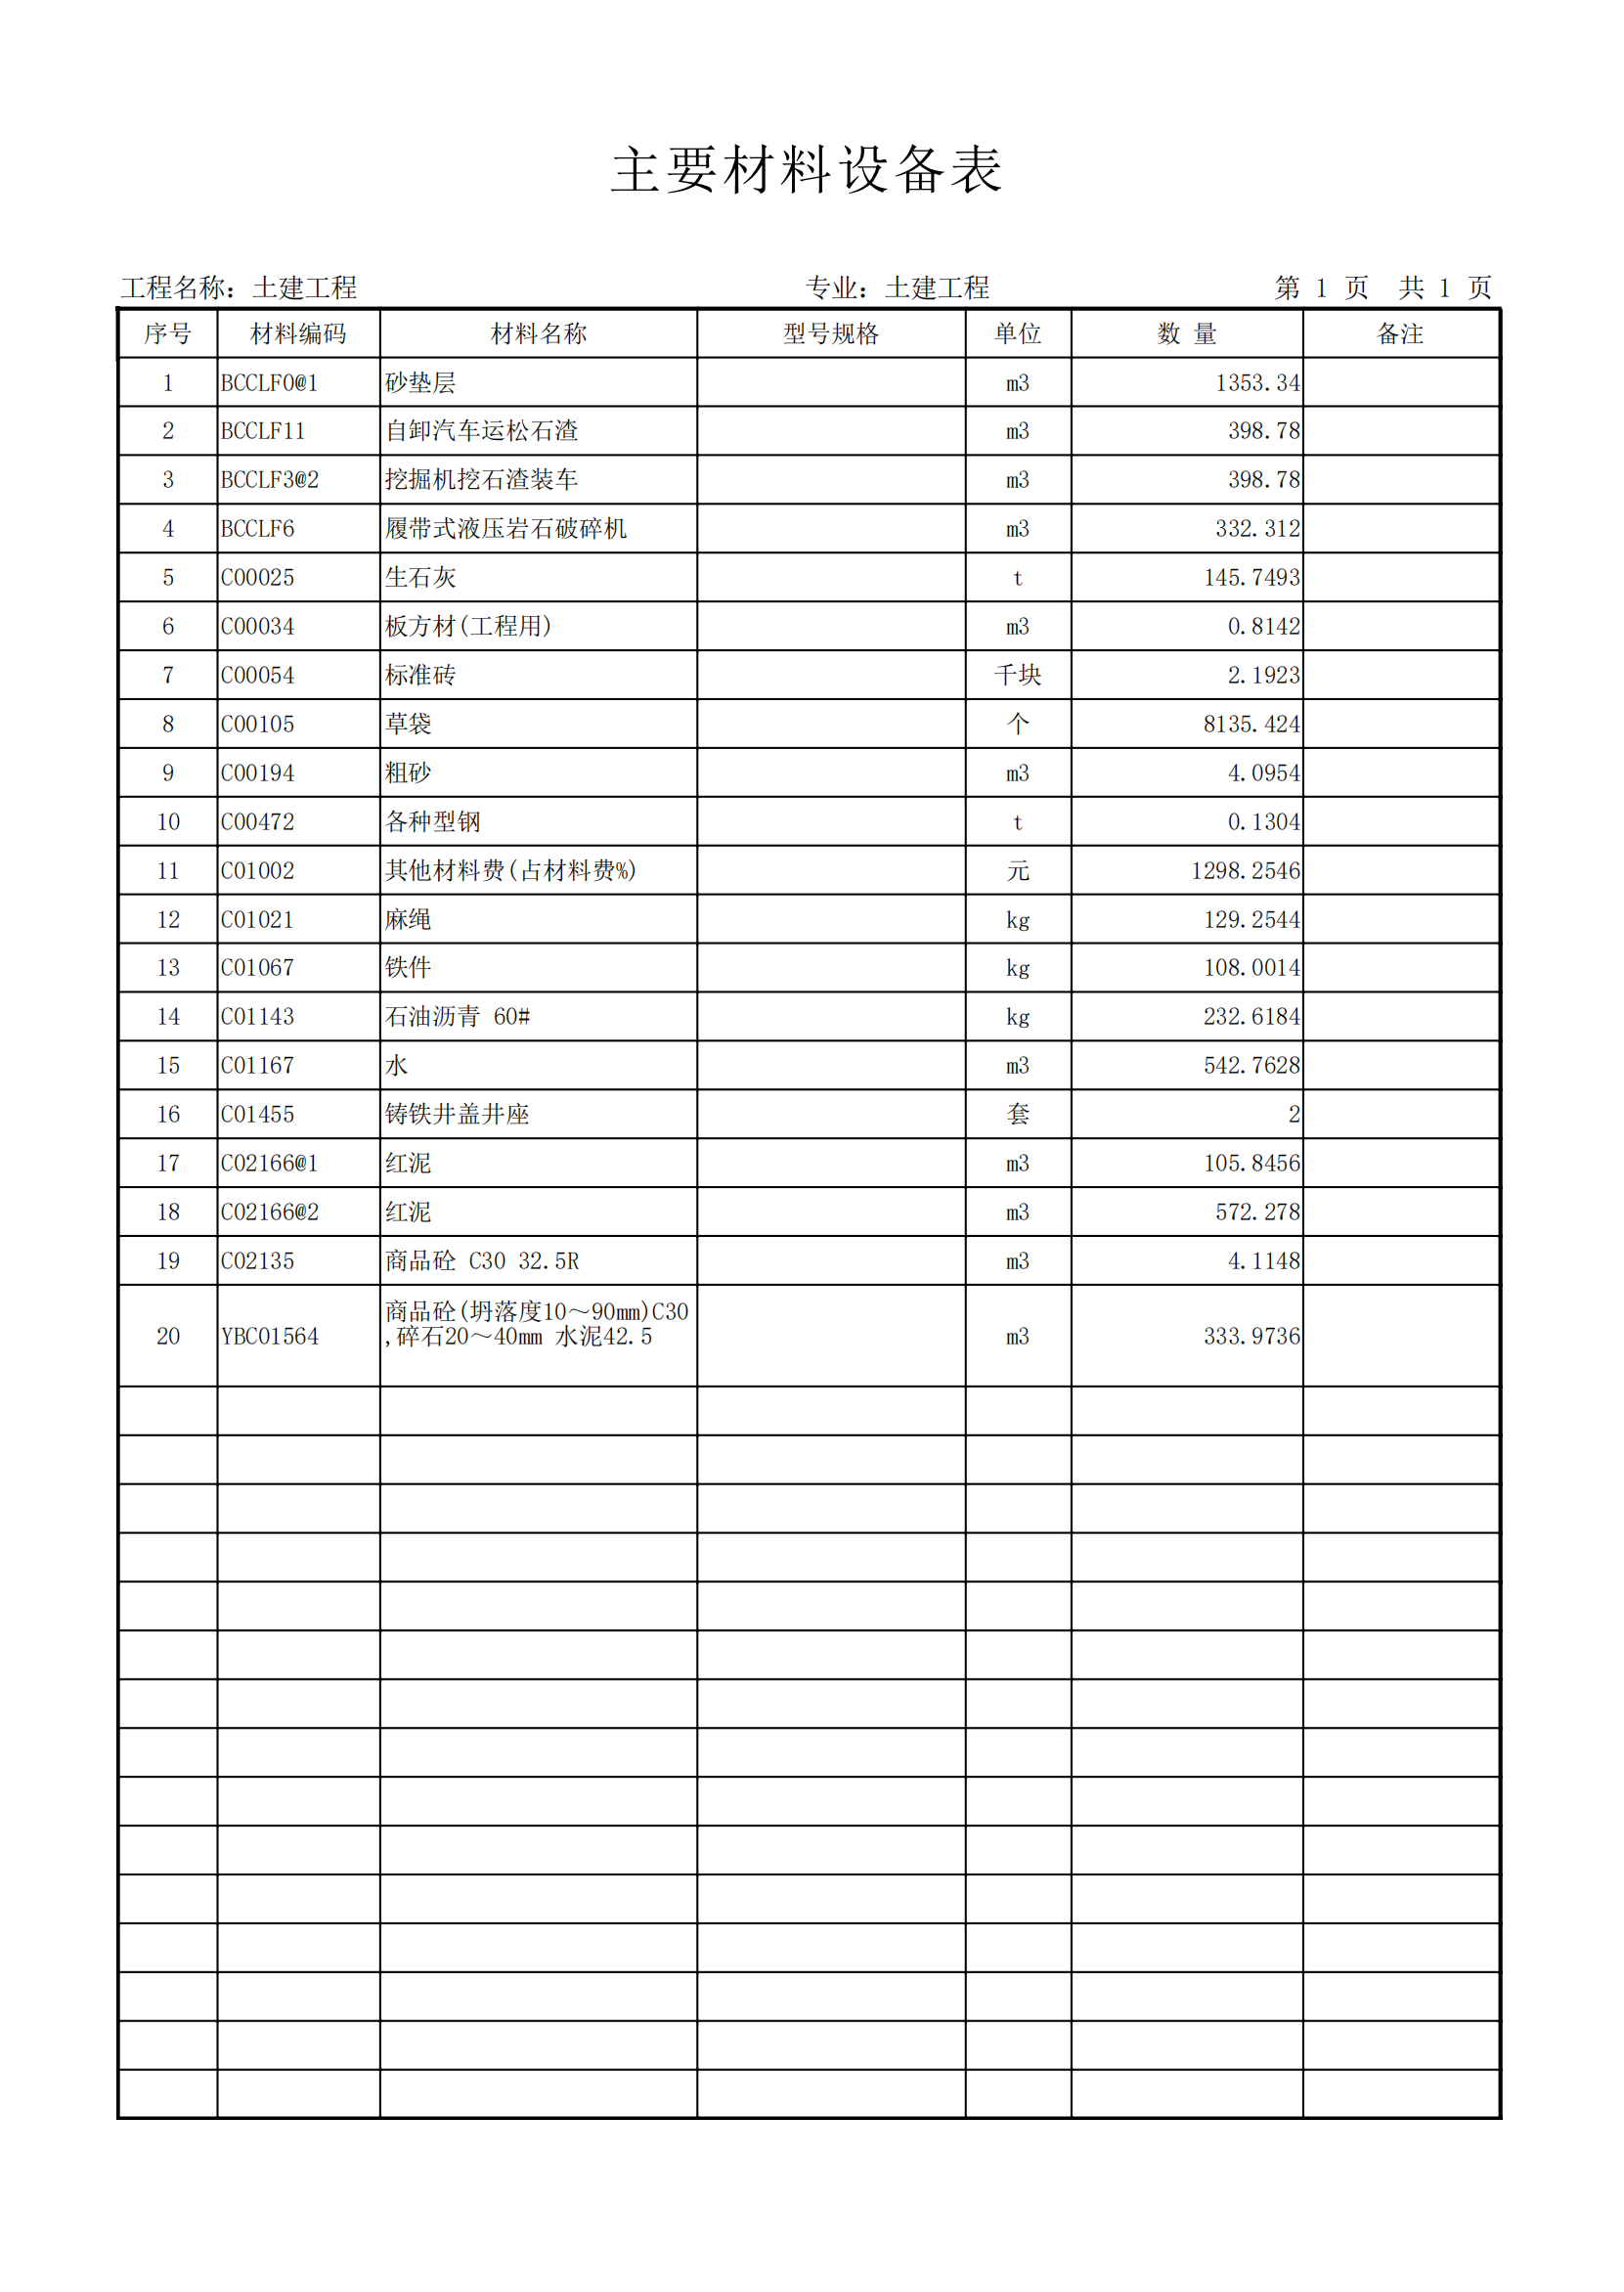 主要材料设备表
工程名称：土建工程 专业：土建工程 第 1 页 共 1 页
序号 材料编码 材料名称 型号规格 单位 数 量 备注
1 BCCLF0@1 砂垫层 m3 1353.34
2 BCCLF11 自卸汽车运松石渣 m3 398.78
3 BCCLF3@2 挖掘机挖石渣装车 m3 398.78
4 BCCLF6 履带式液压岩石破碎机 m3 332.312
5 C00025 生石灰 t 145.7493
6 C00034 板方材(工程用) m3 0.8142
7 C00054 标准砖 千块 2.1923
8 C00105 草袋 个 8135.424
9 C00194 粗砂 m3 4.0954
10 C00472 各种型钢 t 0.1304
11 C01002 其他材料费(占材料费%) 元 1298.2546
12 C01021 麻绳 kg 129.2544
13 C01067 铁件 kg 108.0014
14 C01143 石油沥青 60# kg 232.6184
15 C01167 水 m3 542.7628
16 C01455 铸铁井盖井座 套 2
17 C02166@1 红泥 m3 105.8456
18 C02166@2 红泥 m3 572.278
19 C02135 商品砼 C30 32.5R m3 4.1148
商品砼(坍落度10～90mm)C30
20 YBC01564 ,碎石20～40mm 水泥42.5 m3 333.9736